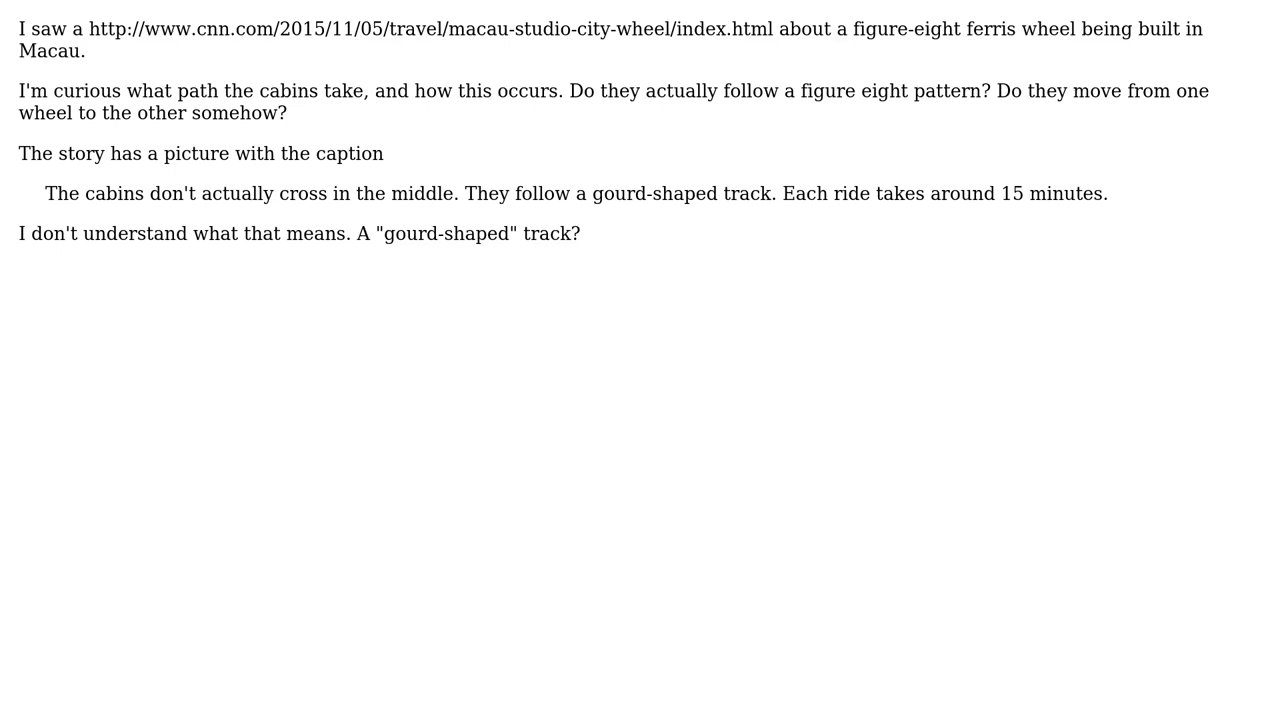 I saw a http://www.cnn.com/2015/11/05/travel/macau-studio-city-wheel/index.html about a figure-eight ferris wheel being built in
Macau.
I'm curious what path the cabins take, and how this occurs. Do they actually follow a figure eight pattern? Do they move from one
wheel to the other somehow?
The story has a picture with the caption
The cabins don't actually cross in the middle. They follow a gourd-shaped track. Each ride takes around 15 minutes.
I don't understand what that means. A "gourd-shaped" track?